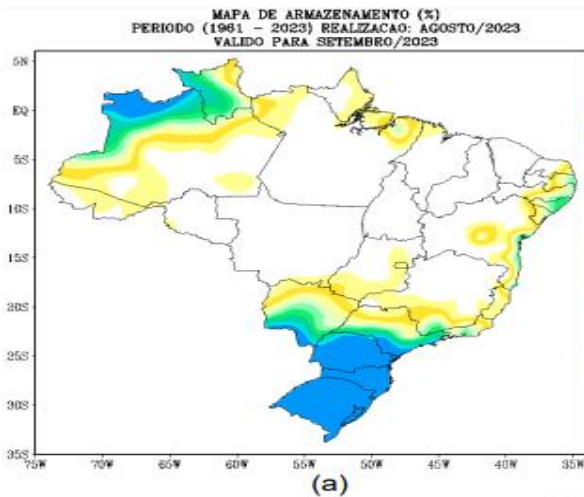 MAPA DE ARMAZENAMENTO (%)
PERIODO (1961 - 2023) REALIZACAO: AGOSTO/2023
VALIDO PARA SETEMBRO/2023
5N
EQ
5S
10S
15S
20S
25S
30S
35S
75W 70W 65W 60W 55W 50W 45W 40W 35W
(a)